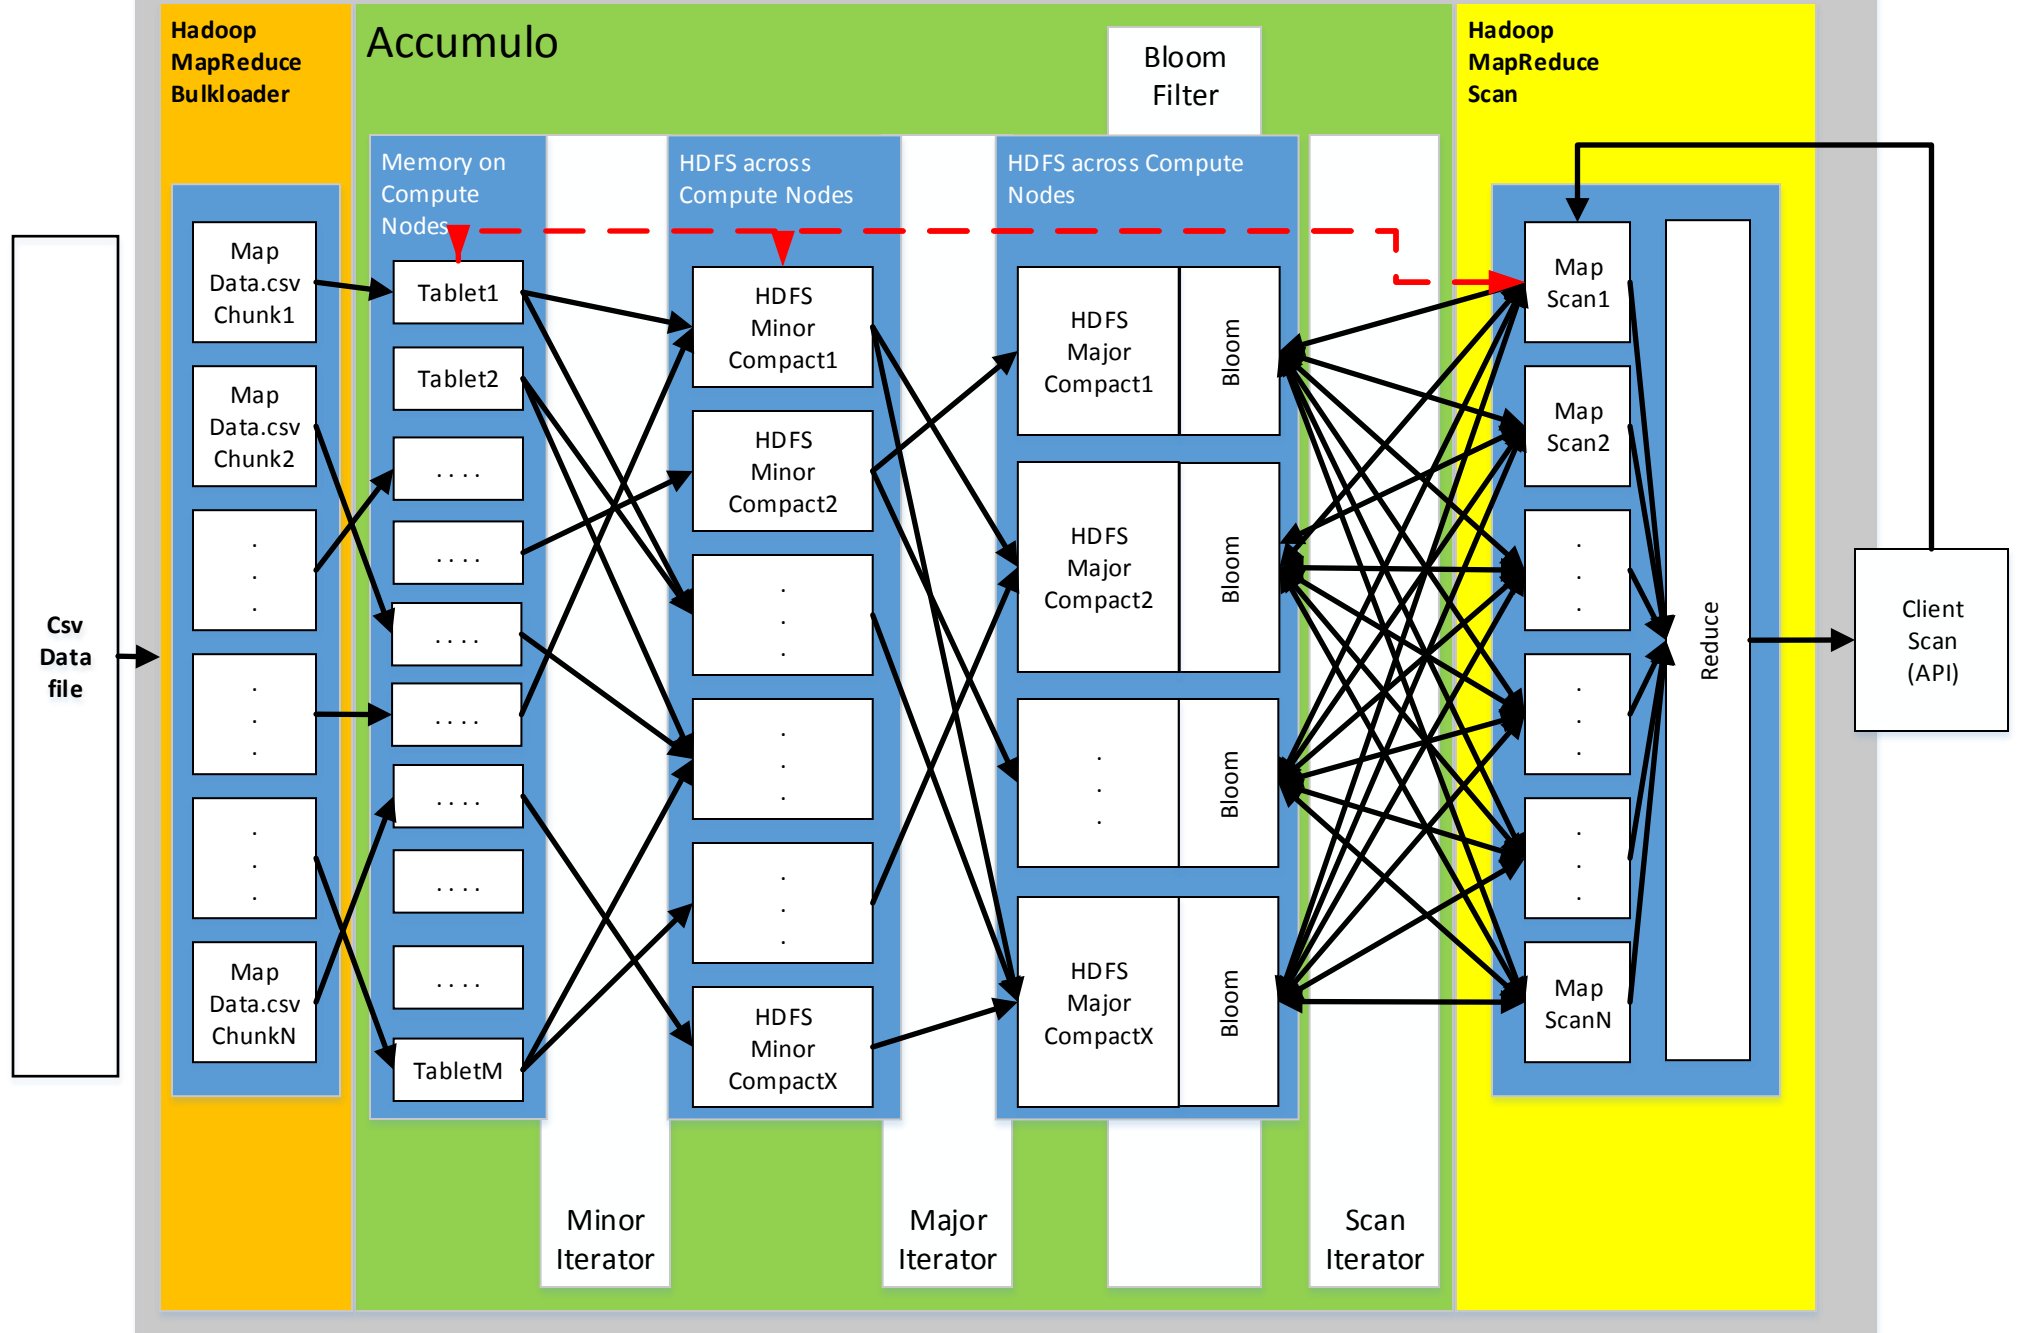 Hadoop
MapReduce
Bulkloader
Accumulo
Bloom
Filter
Hadoop
MapReduce
Scan
Csv
Data
file
Map
Data.csv
Chunk1
Map
Data.csv
Chunk2
.
.
.
.
.
.
.
.
.
Map
Data.csv
ChunkN
Memory on
Compute
Nodes
Tablet1
Tablet2
. . . .
. . . .
. . . .
. . . .
. . . .
. . . .
. . . .
TabletM
Minor
Iterator
HDFS across
Compute Nodes
HDFS
Minor
Compact1
HDFS
Minor
Compact2
.
.
.
.
.
.
.
.
.
HDFS
Minor
CompactX
Major
Iterator
HDFS across Compute
Nodes
HDFS
Major
Compact1
Bloom
HDFS
Major
Compact2
Bloom
.
.
.
Bloom
HDFS
Major
CompactX
Bloom
Scan
Iterator
Map
Scan1
Map
Scan2
.
.
.
.
.
.
.
.
.
Map
ScanN
Reduce
Client
Scan
(API)